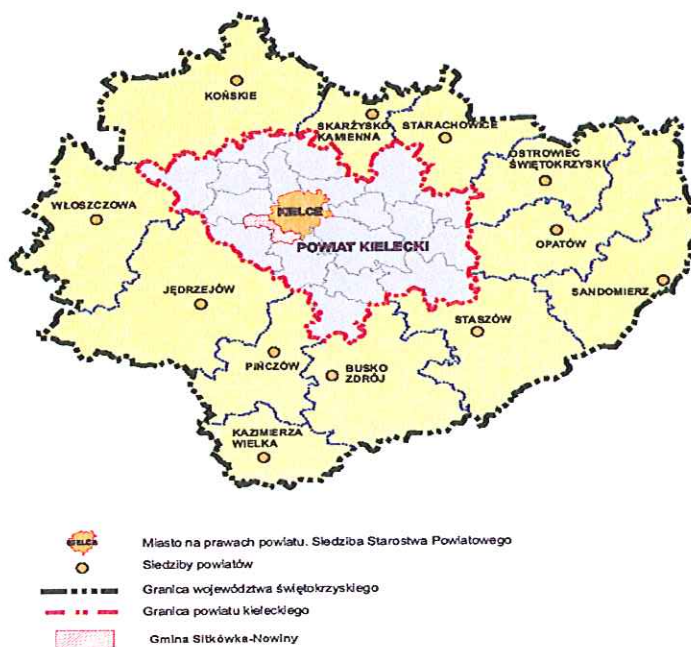 KOŃSKIE
SKARŻYSKO
KAMIENNA
STARACHOWICE
OSTROWIEC
ŚWIĘTOKRZYSKI
WŁOSZCZOWA
KIELCE
OPATÓW
POWIAT KIELECKI
SANDOMIERZ
JĘDRZEJÓW
STASZÓW
PIŃCZÓW
BUSKO
ZDRÓJ
KAZIMIERZA
WIELKA
KIELCE
Miasto na prawach powiatu. Siedziba Starostwa Powiatowego
Siedziby powiatów
Granica województwa świętokrzyskiego
Granica powiatu kieleckiego
Gmina Sitkówka-Nowiny